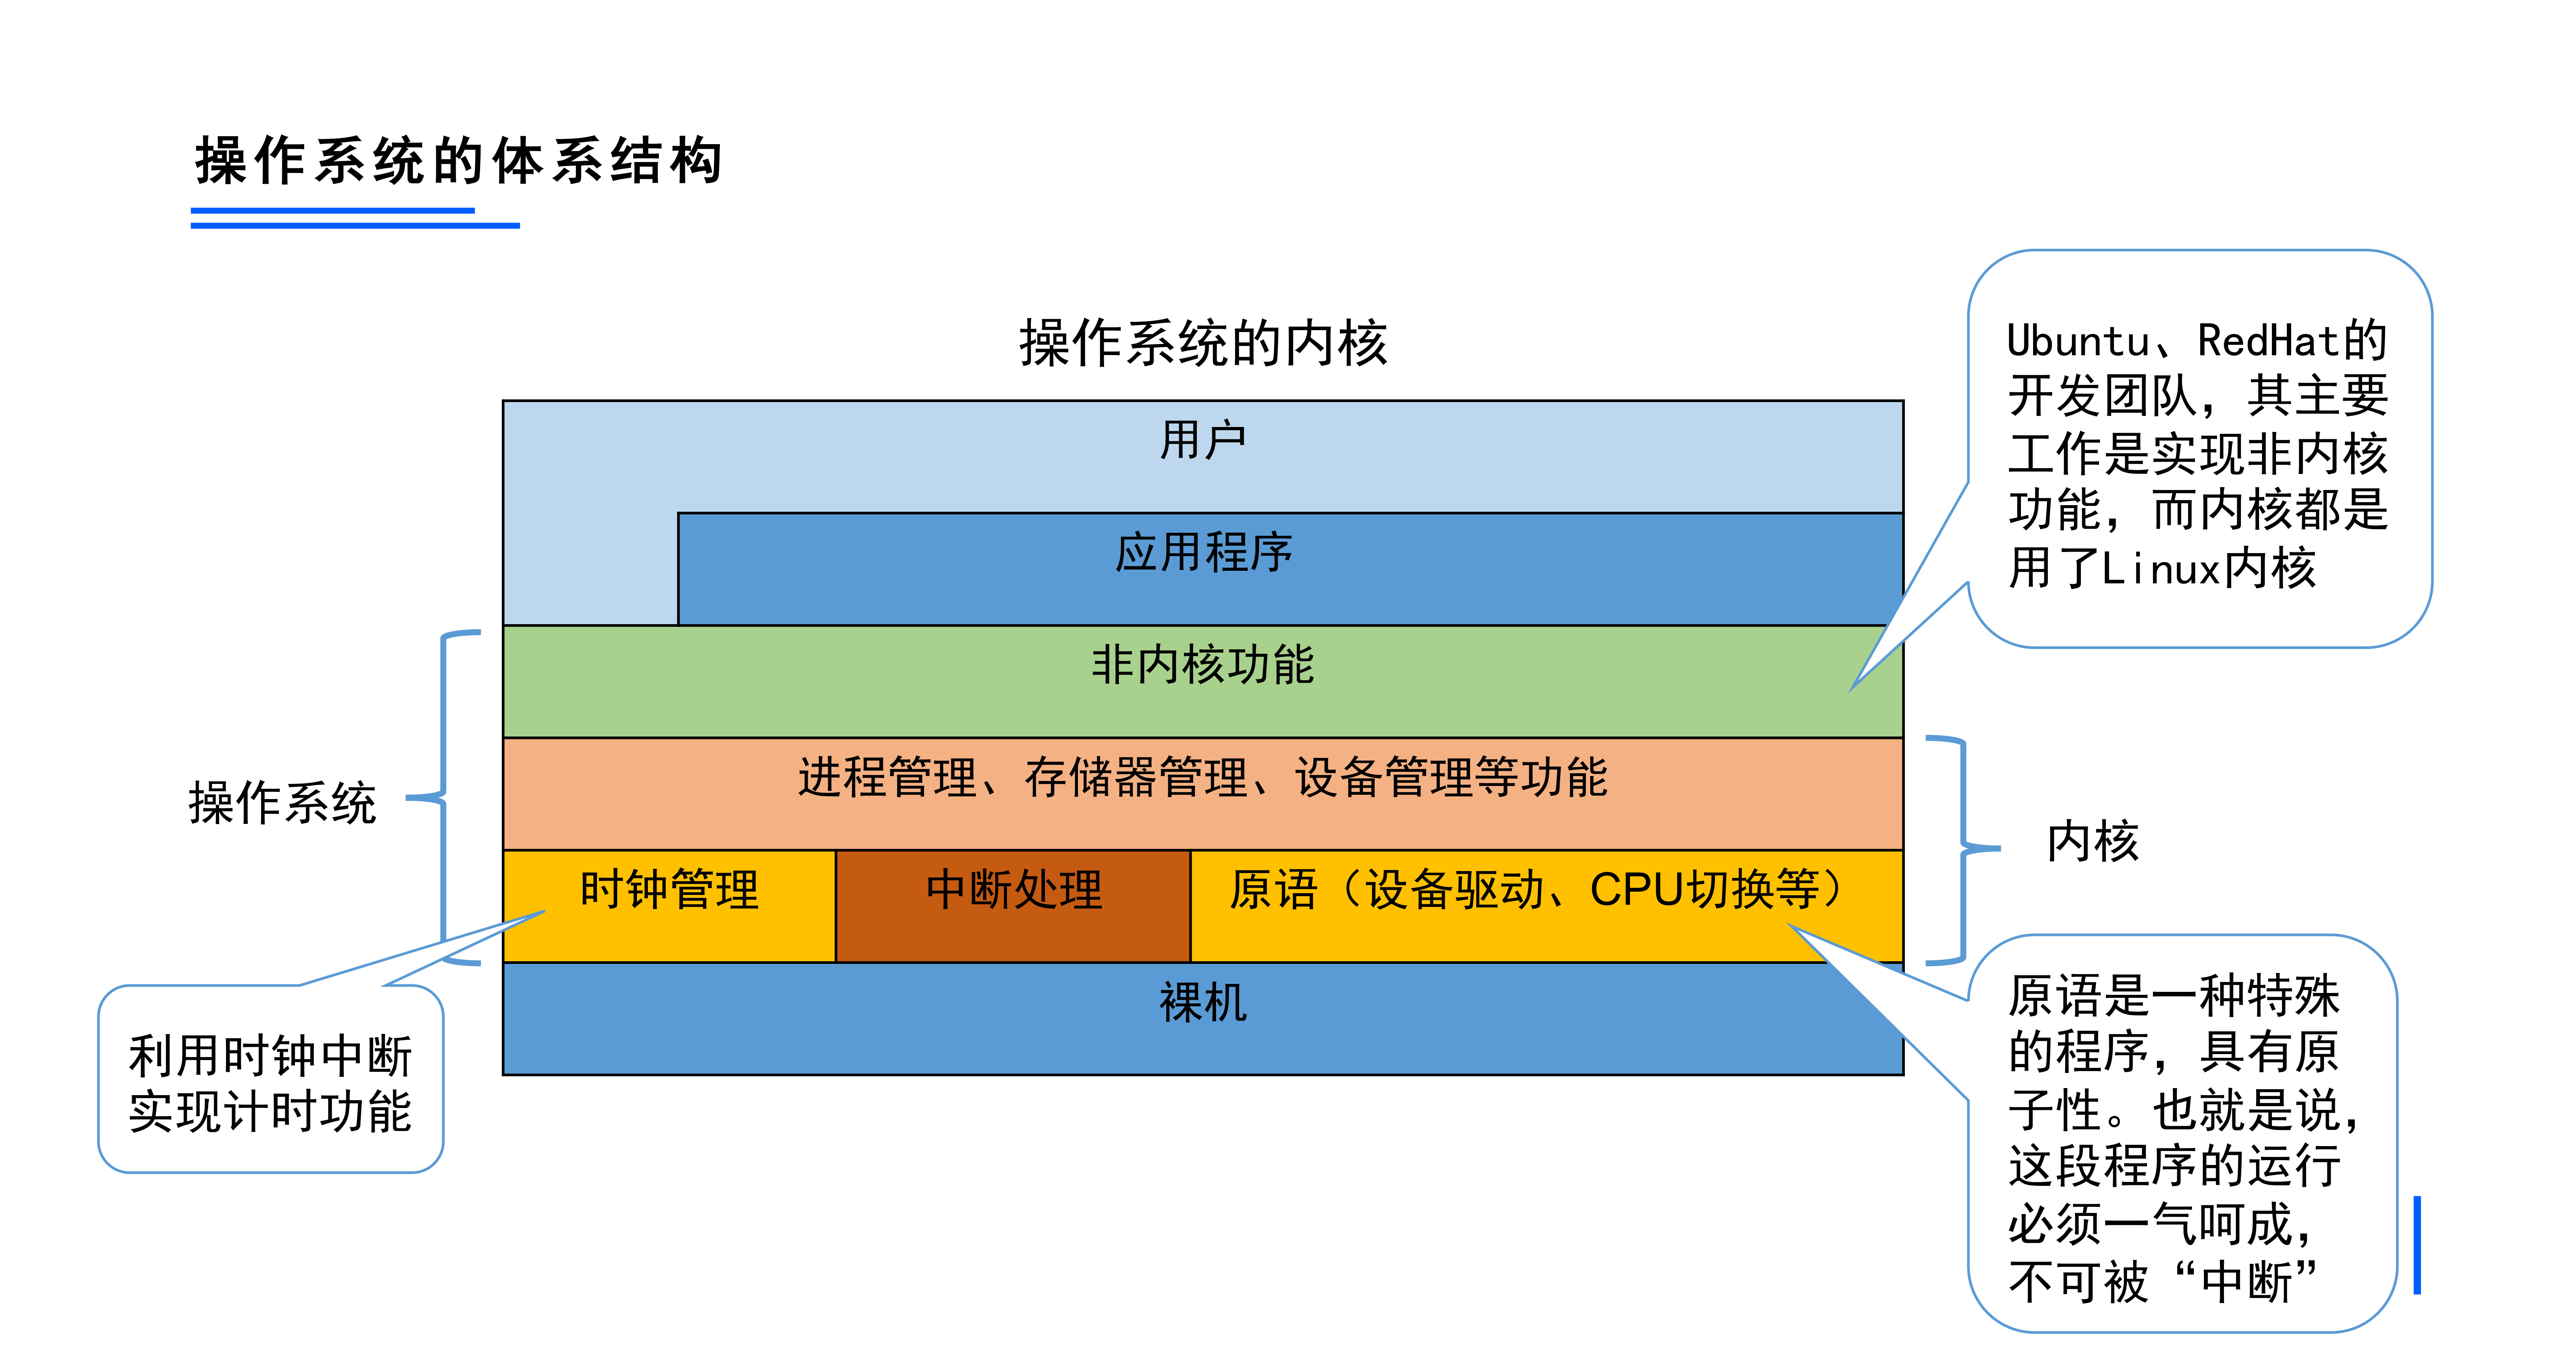 操作系统的体系结构
操作系统的内核
用户
应用程序
非内核功能
进程管理、存储器管理、设备管理等功能
时钟管理
中断处理
原语（设备驱动、CPU切换等）
裸机
操作系统
内核
Ubuntu、RedHat的
开发团队，其主要
工作是实现非内核
功能，而内核都是
用了Linux内核
利用时钟中断
实现计时功能
原语是一种特殊
的程序，具有原
子性。也就是说，
这段程序的运行
必须一气呵成，
不可被“中断”